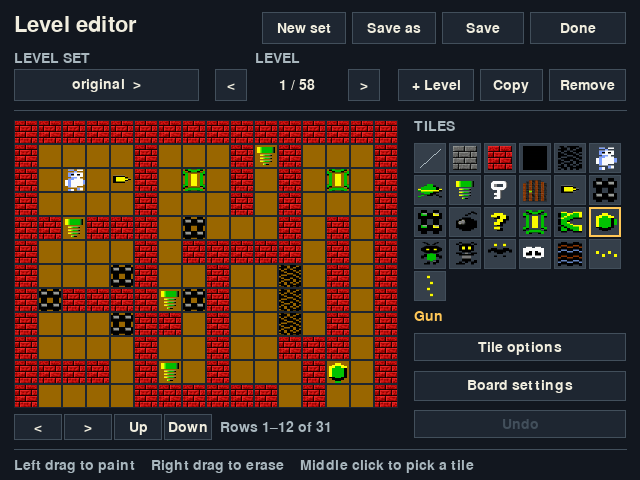 Level editor
New set
Save as
Save
Done
LEVEL SET
LEVEL
original >
<
1 / 58
>
+ Level
Copy
Remove
TILES
Gun
Tile options
Board settings
Undo
<
>
Up
Down
Rows 1–12 of 31
Left drag to paint Right drag to erase Middle click to pick a tile